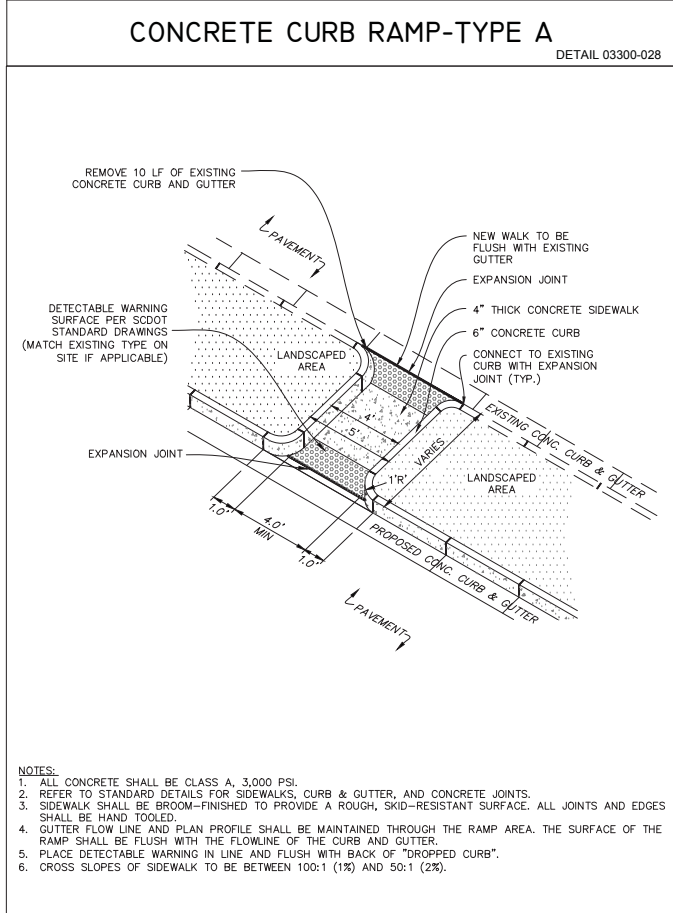 CONCRETE CURB RAMP-TYPE A
DETAIL 03300-028
REMOVE 10 LF OF EXISTING
CONCRETE CURB AND GUTTER
PAVEMENT
NEW WALK TO BE
FLUSH WITH EXISTING
GUTTER
EXPANSION JOINT
4" THICK CONCRETE SIDEWALK
6" CONCRETE CURB
CONNECT TO EXISTING
CURB WITH EXPANSION
JOINT (TYP.)
DETECTABLE WARNING
SURFACE PER SCDOT
STANDARD DRAWINGS
(MATCH EXISTING TYPE ON
SITE IF APPLICABLE)
LANDSCAPED
AREA
EXISTING CONC. CURB & GUTTER
4'
5'
VARIES
EXPANSION JOINT
1'R'
LANDSCAPED
AREA
1.0'
4.0'
MIN
1.0'
PROPOSED CONC. CURB & GUTTER
PAVEMENT
NOTES:
1. ALL CONCRETE SHALL BE CLASS A, 3,000 PSI.
2. REFER TO STANDARD DETAILS FOR SIDEWALKS, CURB & GUTTER, AND CONCRETE JOINTS.
3. SIDEWALK SHALL BE BROOM-FINISHED TO PROVIDE A ROUGH, SKID-RESISTANT SURFACE. ALL JOINTS AND EDGES
SHALL BE HAND TOOLED.
4. GUTTER FLOW LINE AND PLAN PROFILE SHALL BE MAINTAINED THROUGH THE RAMP AREA. THE SURFACE OF THE
RAMP SHALL BE FLUSH WITH THE FLOWLINE OF THE CURB AND GUTTER.
5. PLACE DETECTABLE WARNING IN LINE AND FLUSH WITH BACK OF "DROPPED CURB".
6. CROSS SLOPES OF SIDEWALK TO BE BETWEEN 100:1 (1%) AND 50:1 (2%).